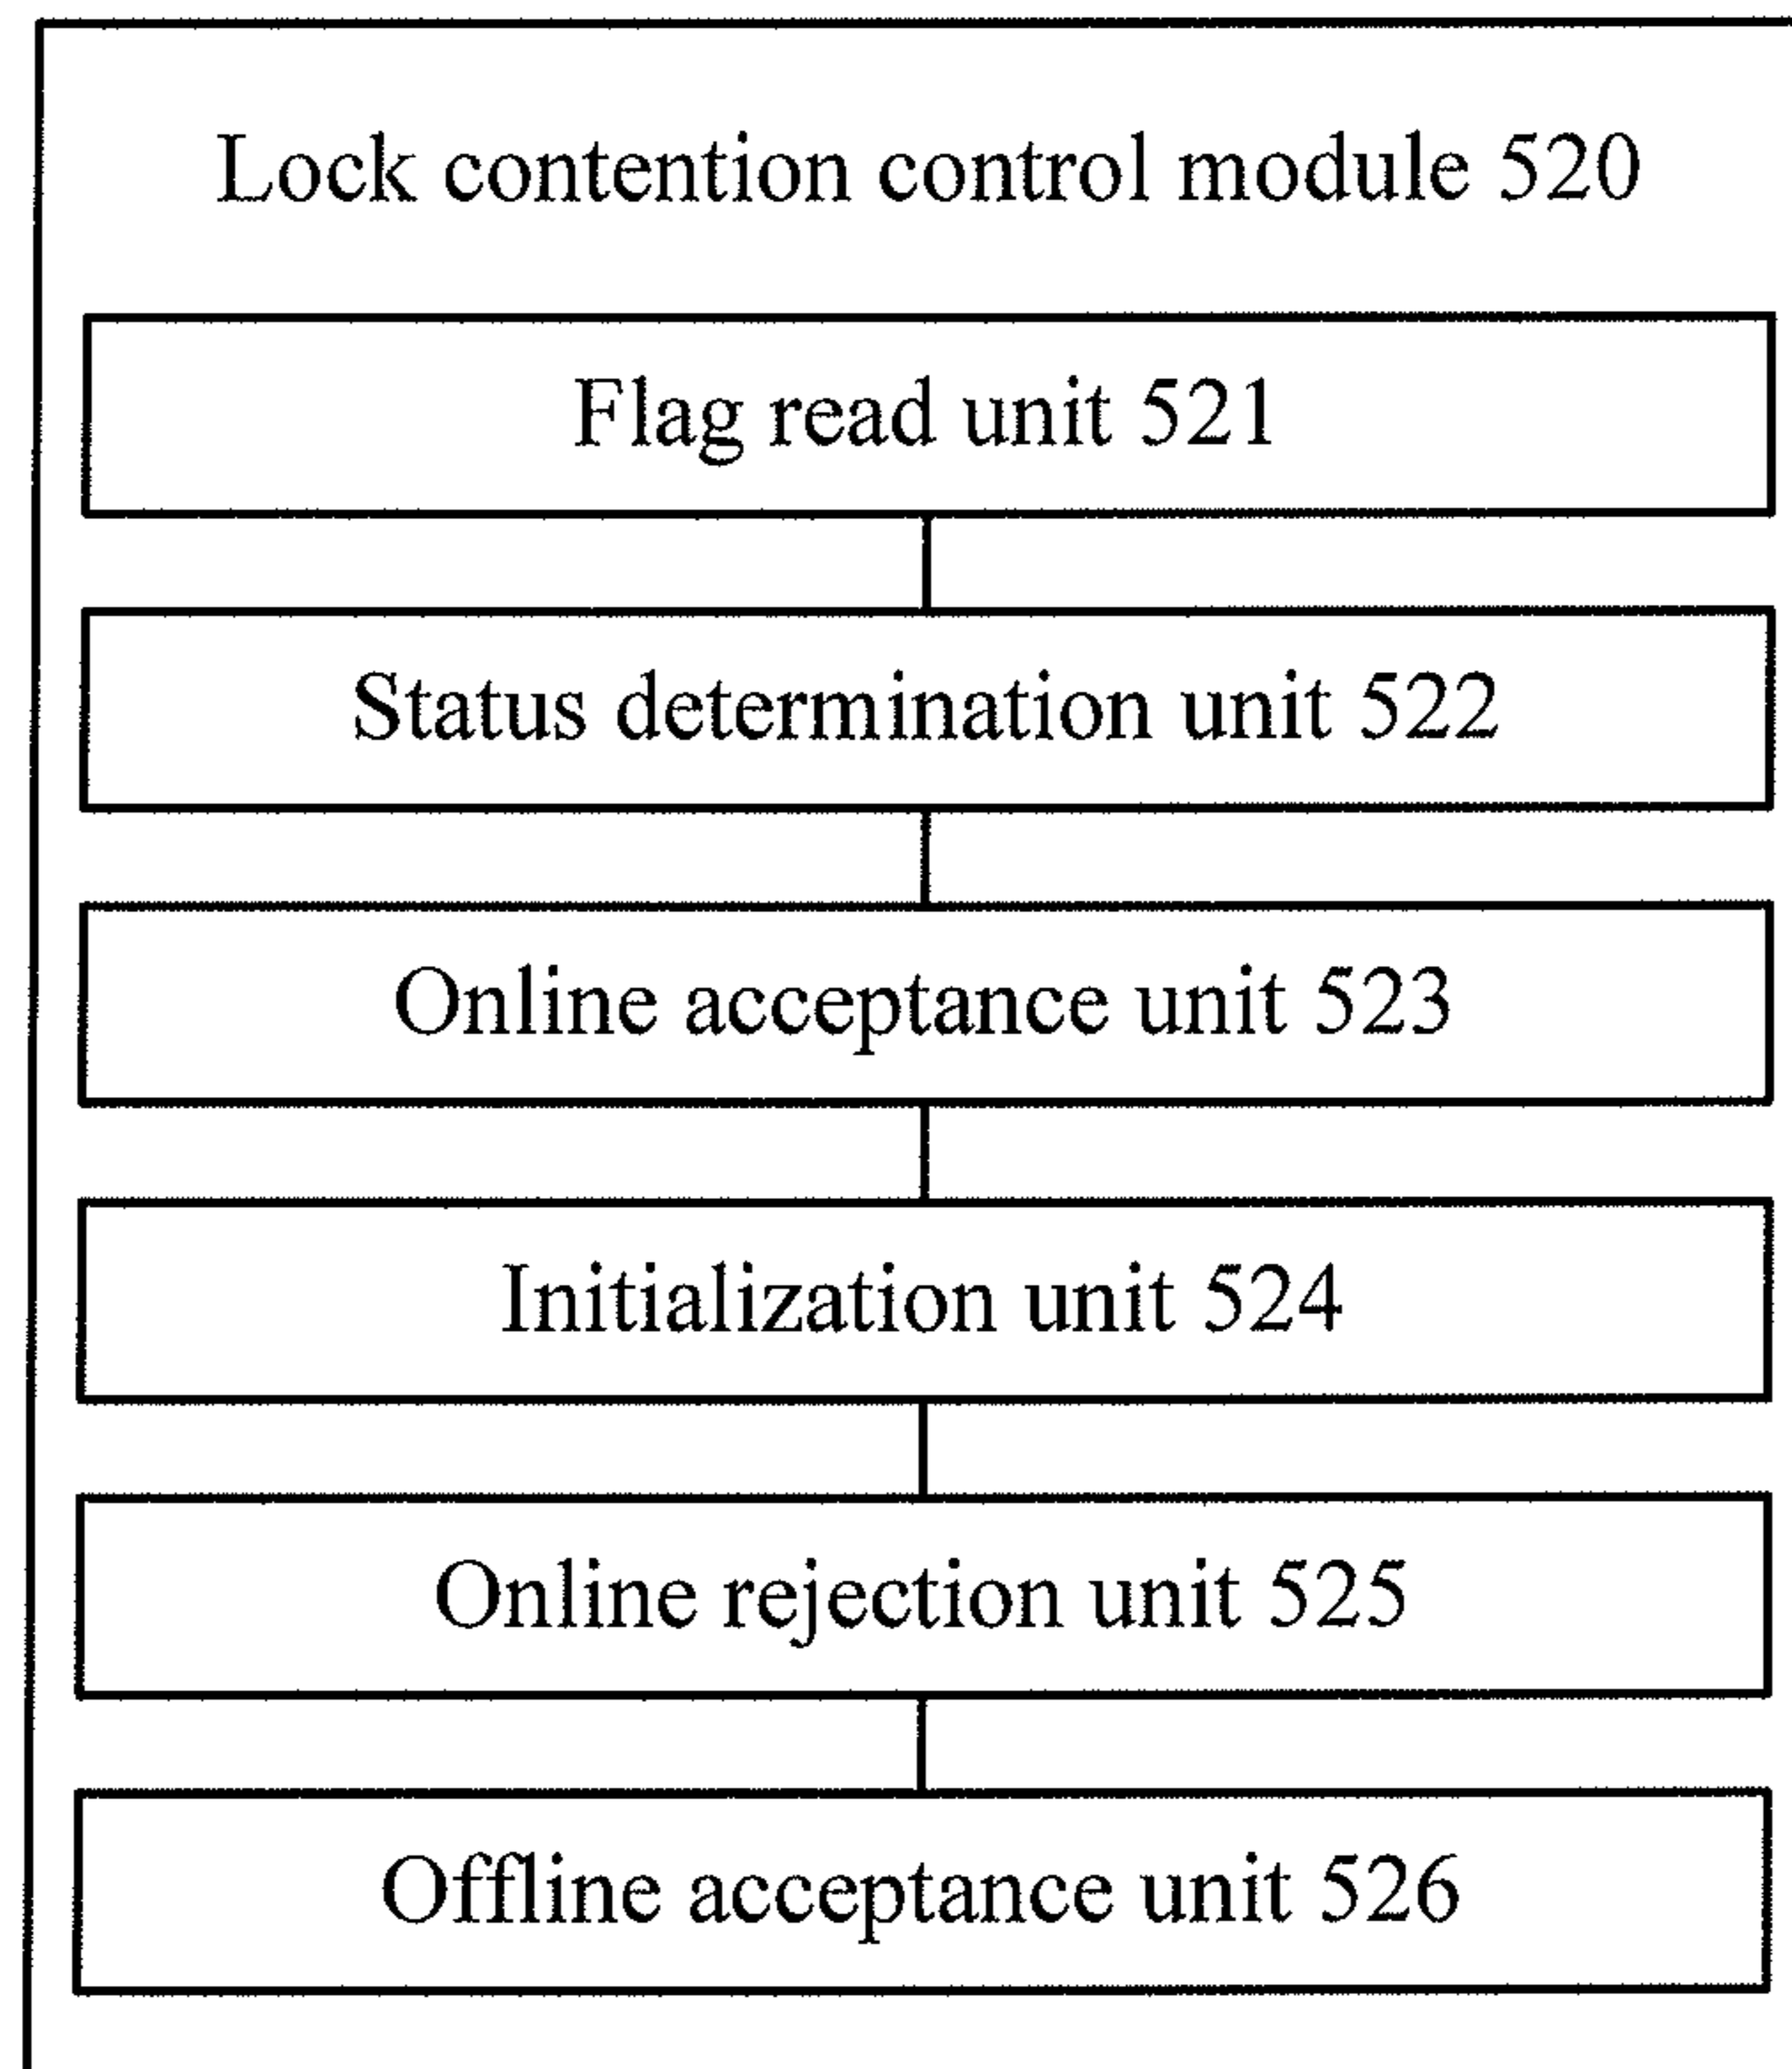 Lock contention control module 520
Flag read unit 521
Status determination unit 522
Online acceptance unit 523
Initialization unit 524
Online rejection unit 525
Offline acceptance unit 526